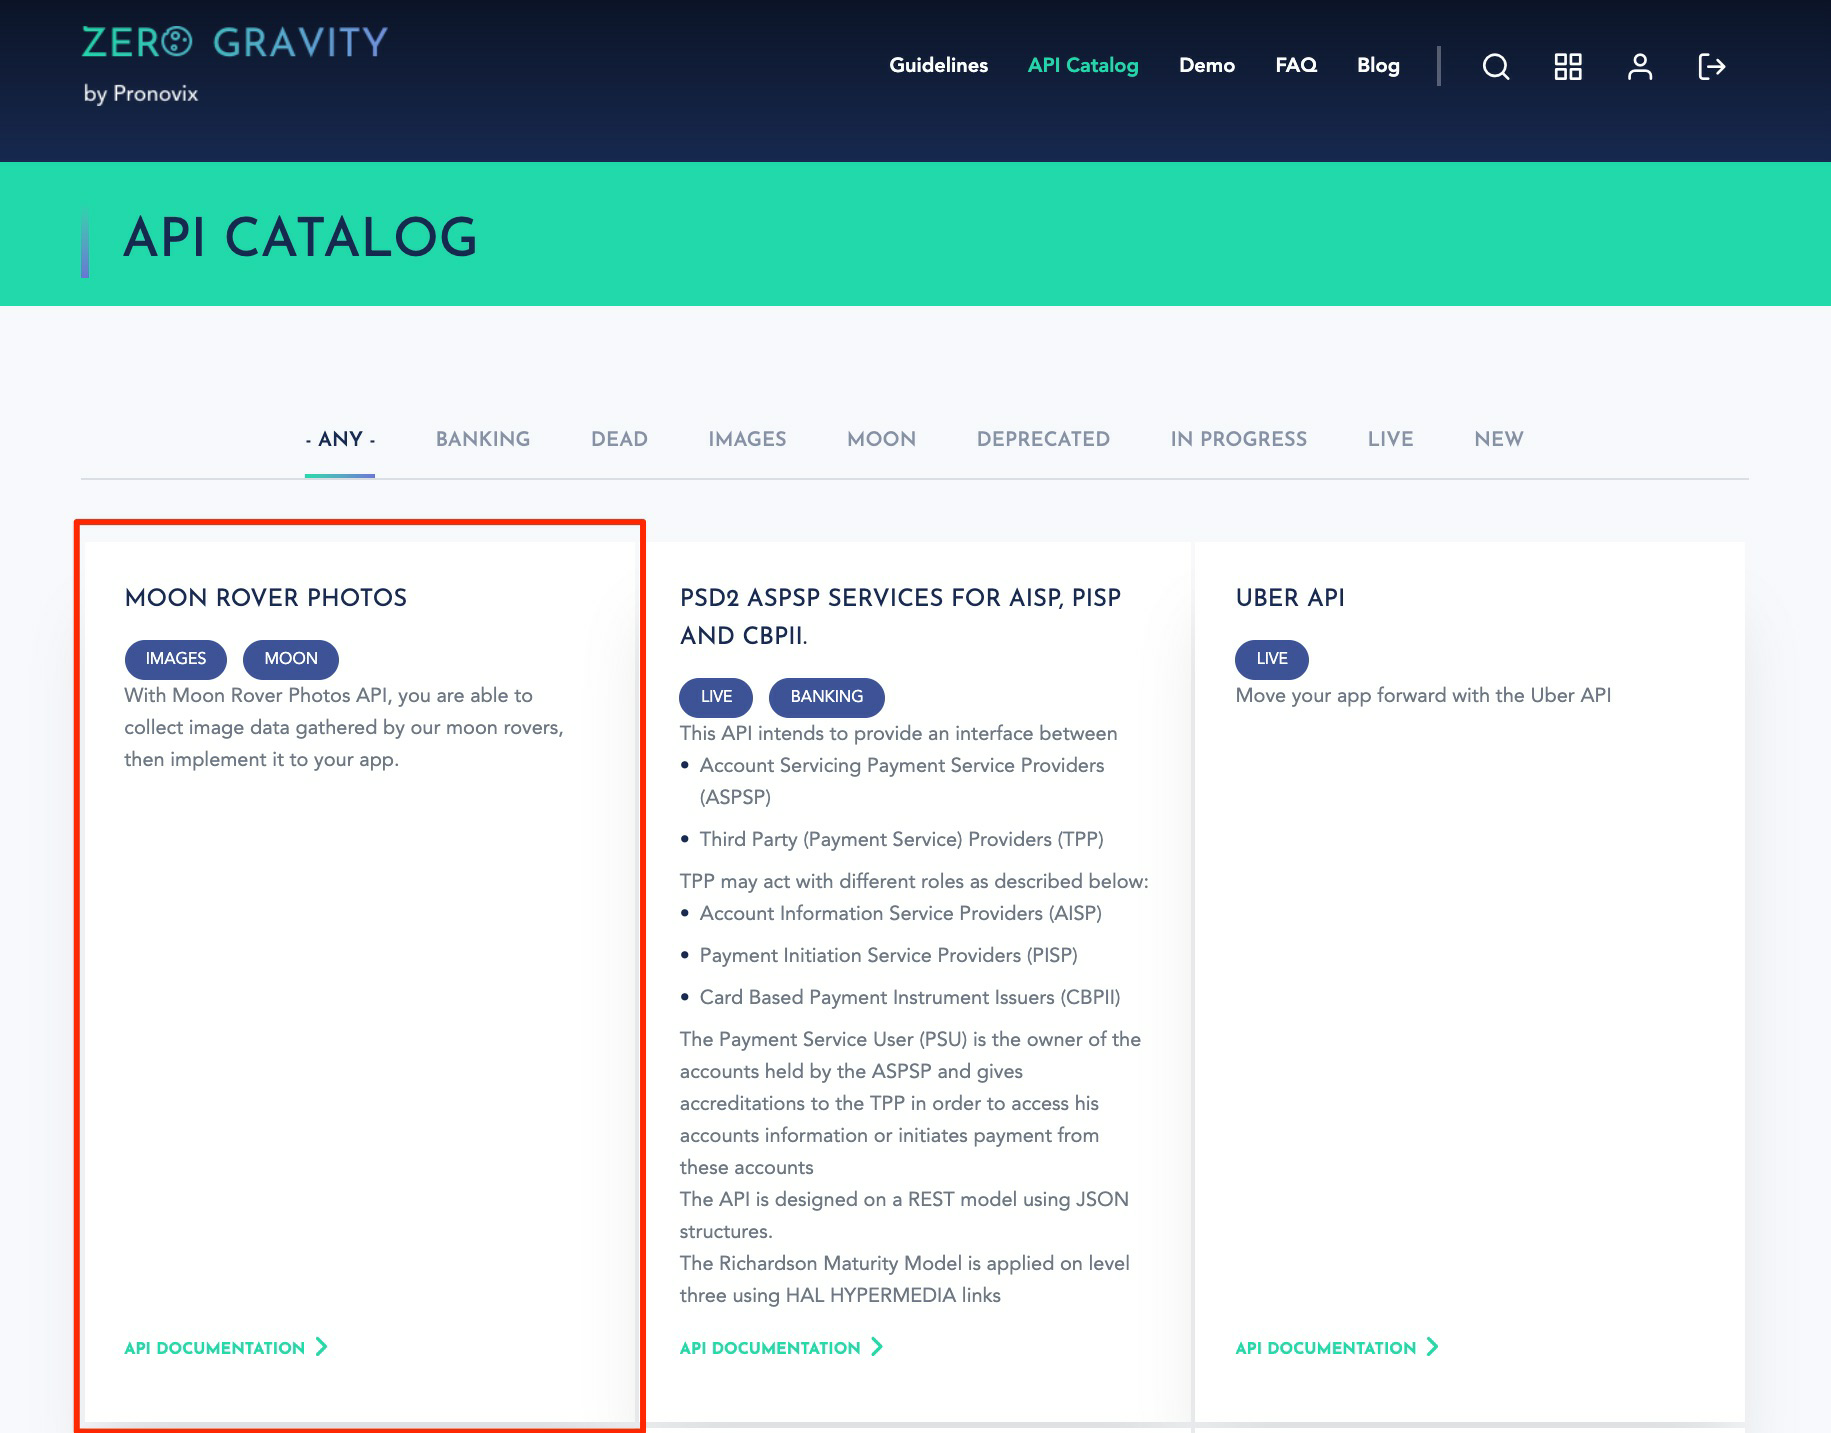 ZERO GRAVITY
by Pronovix
Guidelines API Catalog Demo FAQ Blog
API CATALOG
- ANY - BANKING DEAD IMAGES MOON DEPRECATED IN PROGRESS LIVE NEW
MOON ROVER PHOTOS
IMAGES MOON
With Moon Rover Photos API, you are able to
collect image data gathered by our moon rovers,
then implement it to your app.
API DOCUMENTATION
PSD2 ASPSP SERVICES FOR AISP, PISP
AND CBPII.
LIVE BANKING
This API intends to provide an interface between
• Account Servicing Payment Service Providers
(ASPSP)
• Third Party (Payment Service) Providers (TPP)
TPP may act with different roles as described below:
• Account Information Service Providers (AISP)
• Payment Initiation Service Providers (PISP)
• Card Based Payment Instrument Issuers (CBPII)
The Payment Service User (PSU) is the owner of the
accounts held by the ASPSP and gives
accreditations to the TPP in order to access his
accounts information or initiates payment from
these accounts
The API is designed on a REST model using JSON
structures.
The Richardson Maturity Model is applied on level
three using HAL HYPERMEDIA links
API DOCUMENTATION
UBER API
LIVE
Move your app forward with the Uber API
API DOCUMENTATION